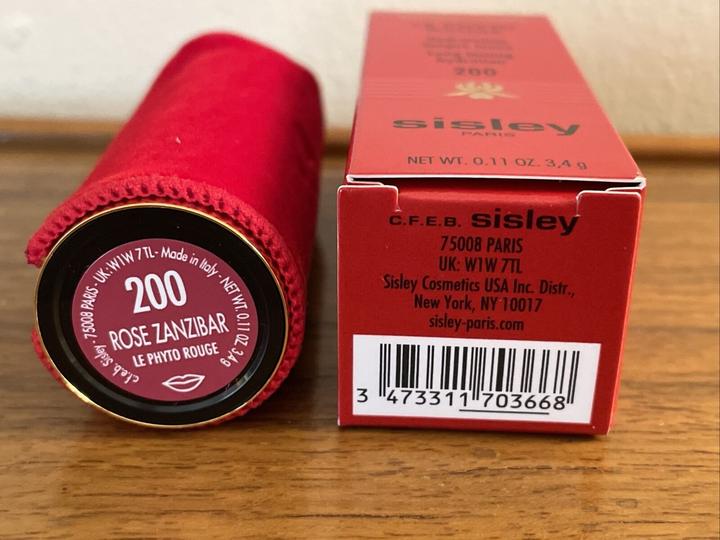 200
ROSE ZANZIBAR
LE PHYTO ROUGE
c.f.e.b. Sisley - 75008 PARIS - UK: W1W 7TL - Made in Italy - NET WT. 0.11 OZ. 3,4g
200
sisley
PARIS
NET WT. 0.11 OZ. 3,4 g
C.F.E.B. sisley
75008 PARIS
UK: W1W 7TL
Sisley Cosmetics USA Inc. Distr.,
New York, NY 10017
sisley-paris.com
3 473311 703668